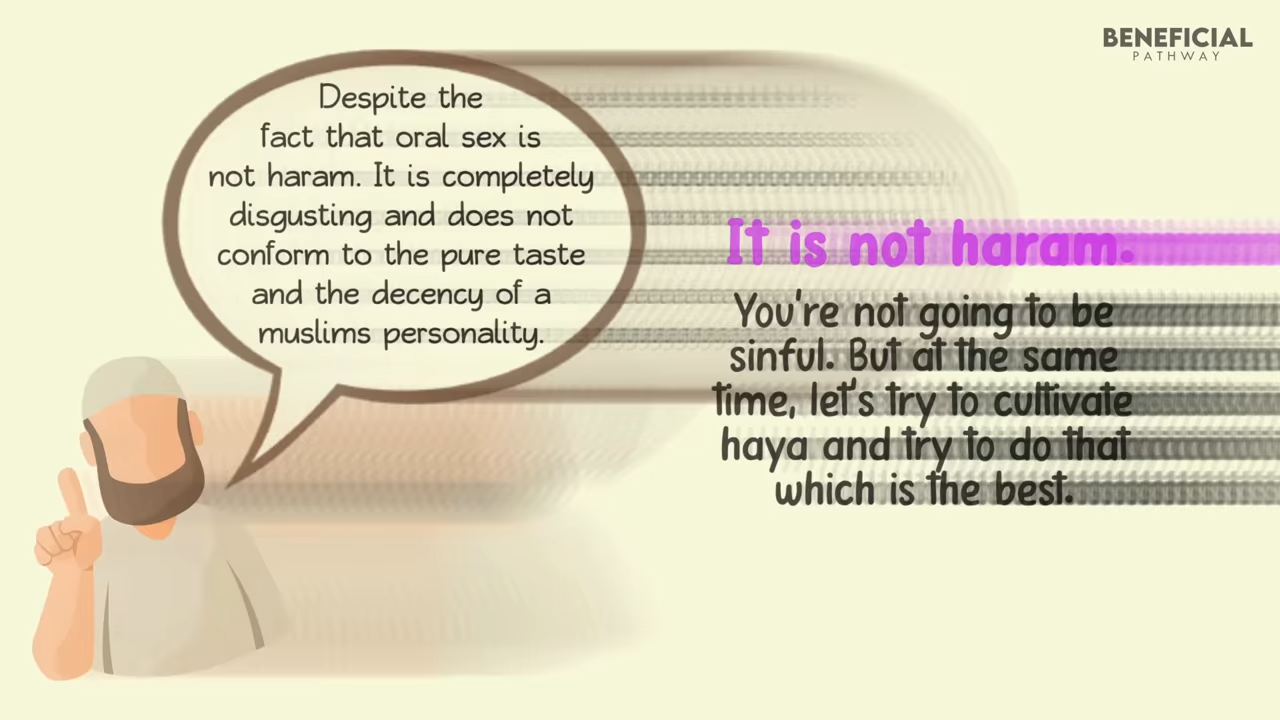 BENEFICIAL
PATHWAY
Despite the
fact that oral sex is
not haram. It is completely
disgusting and does not
conform to the pure taste
and the decency of a
muslims personality.
It is not haram.
You're not going to be
sinful. But at the same
time, let's try to cultivate
haya and try to do that
which is the best.